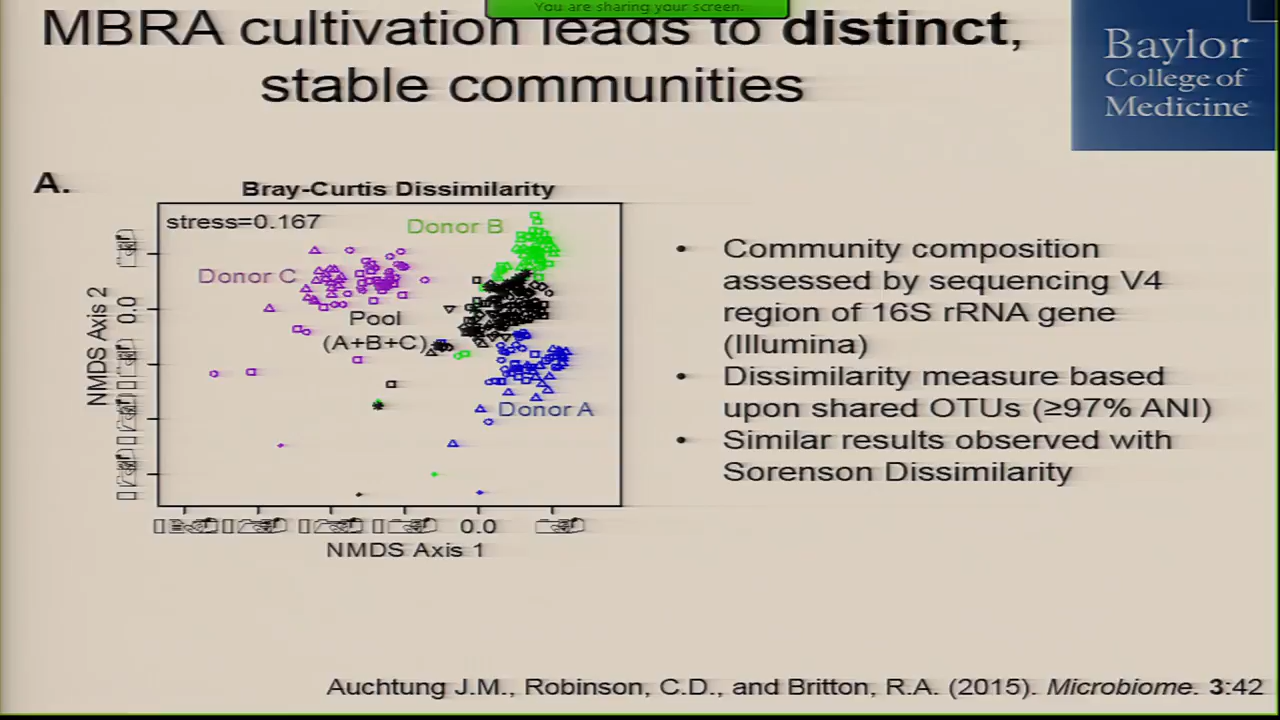 You are sharing your screen.
MBRA cultivation leads to distinct,
stable communities
Baylor
College of
Medicine
A.
Bray-Curtis Dissimilarity
stress=0.167
Donor B
Donor C
Pool
(A+B+C)
Donor A
NMDS Axis 2
0.0
0.0
NMDS Axis 1
• Community composition
assessed by sequencing V4
region of 16S rRNA gene
(Illumina)
• Dissimilarity measure based
upon shared OTUs (≥97% ANI)
• Similar results observed with
Sorenson Dissimilarity
Auchtung J.M., Robinson, C.D., and Britton, R.A. (2015). Microbiome. 3:42